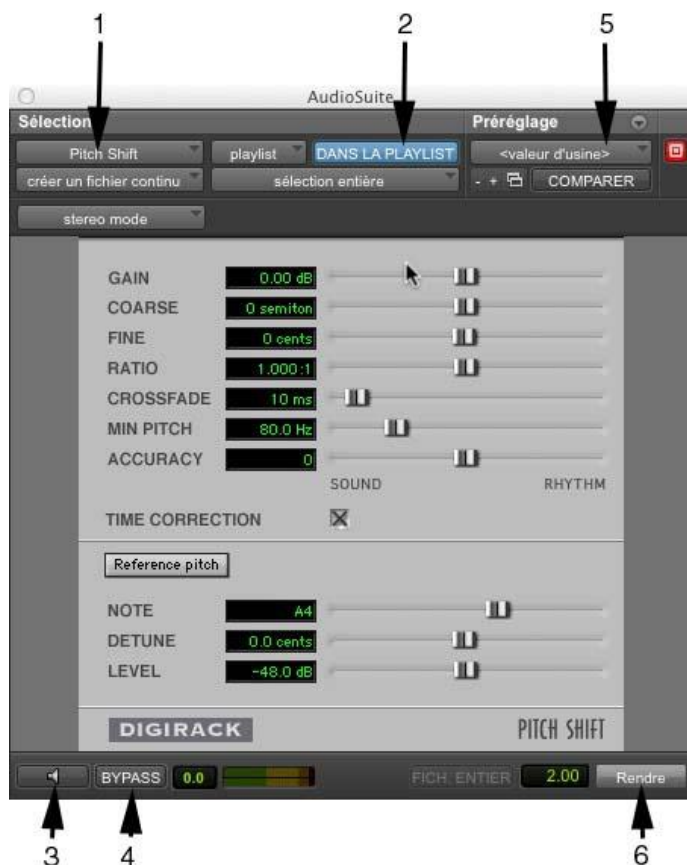 1 2 5
AudioSuite
Sélection Préréglage
Pitch Shift playlist DANS LA PLAYLIST <valeur d'usine>
créer un fichier continu sélection entière - + COMPARER
stereo mode
GAIN 0.00 dB
COARSE 0 semiton
FINE 0 cents
RATIO 1.000:1
CROSSFADE 10 ms
MIN PITCH 80.0 Hz
ACCURACY 0
SOUND RHYTHM
TIME CORRECTION
Reference pitch
NOTE A4
DETUNE 0.0 cents
LEVEL -48.0 dB
DIGIRACK PITCH SHIFT
BYPASS 0.0 FICH. ENTIER 2.00 Rendre
3 4 6